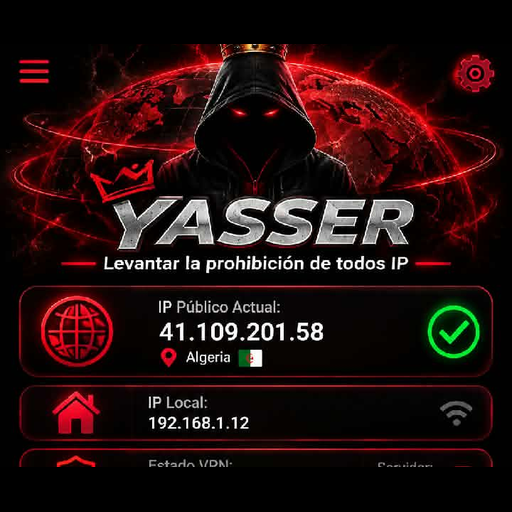 YASSER
Levantar la prohibición de todos IP
IP Público Actual:
41.109.201.58
Algeria
IP Local:
192.168.1.12
Estado VPN:
Servidor: